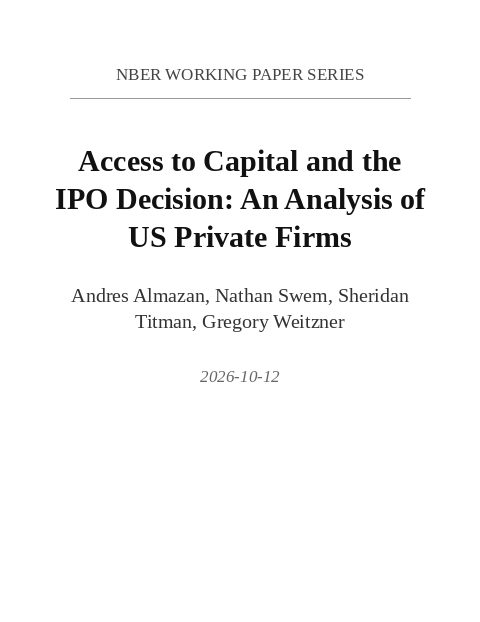 NBER WORKING PAPER SERIES
Access to Capital and the
IPO Decision: An Analysis of
US Private Firms
Andres Almazan, Nathan Swem, Sheridan
Titman, Gregory Weitzner
2026-10-12